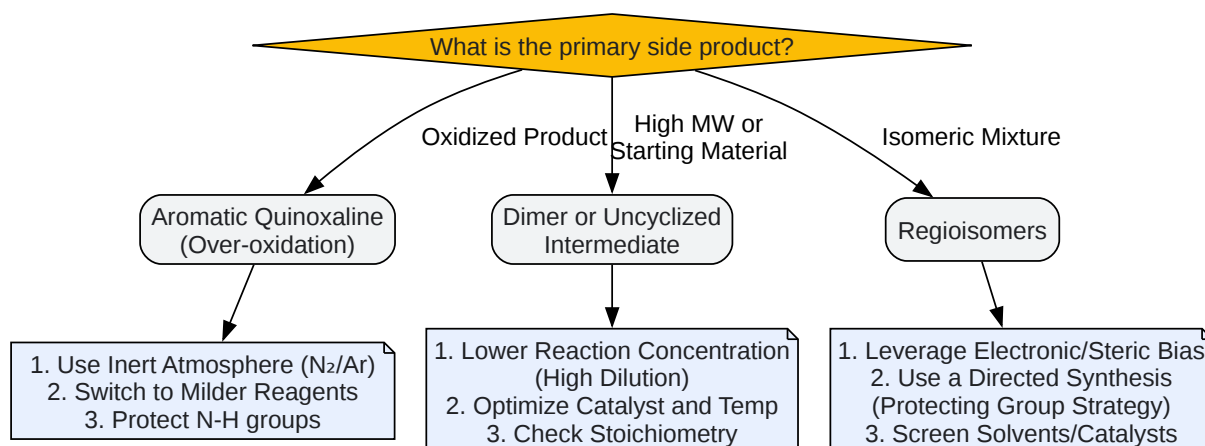 What is the primary side product?
Oxidized Product
High MW or
Starting Material
Isomeric Mixture
Aromatic Quinoxaline
(Over-oxidation)
Dimer or Uncyclized
Intermediate
Regioisomers
1. Use Inert Atmosphere (N₂/Ar)
2. Switch to Milder Reagents
3. Protect N-H groups
1. Lower Reaction Concentration
(High Dilution)
2. Optimize Catalyst and Temp
3. Check Stoichiometry
1. Leverage Electronic/Steric Bias
2. Use a Directed Synthesis
(Protecting Group Strategy)
3. Screen Solvents/Catalysts